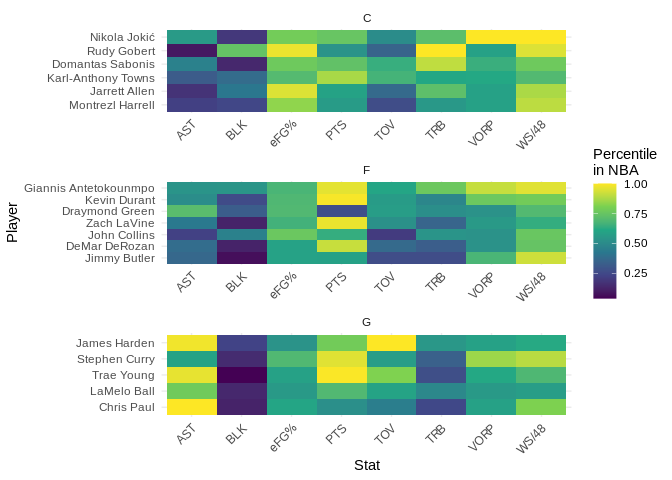 C
Nikola Jokić
Rudy Gobert
Domantas Sabonis
Karl-Anthony Towns
Jarrett Allen
Montrezl Harrell
AST
BLK
eFG%
PTS
TOV
TRB
VORP
WS/48
F
Giannis Antetokounmpo
Kevin Durant
Draymond Green
Zach LaVine
John Collins
DeMar DeRozan
Jimmy Butler
AST
BLK
eFG%
PTS
TOV
TRB
VORP
WS/48
G
James Harden
Stephen Curry
Trae Young
LaMelo Ball
Chris Paul
AST
BLK
eFG%
PTS
TOV
TRB
VORP
WS/48
Stat
Player
Percentile
in NBA
1.00
0.75
0.50
0.25